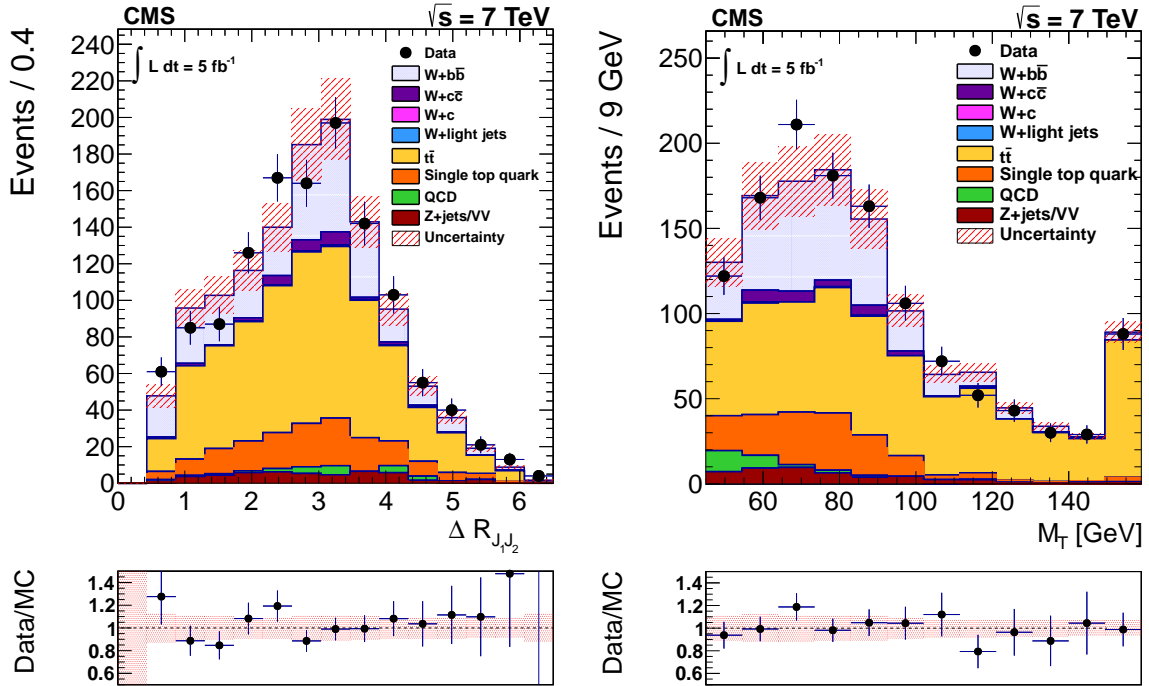 CMS
√s = 7 TeV
∫ L dt = 5 fb⁻¹
Data
W+bb̅
W+cc̅
W+c
W+light jets
tt̅
Single top quark
QCD
Z+jets/VV
Uncertainty
Events / 0.4
240
220
200
180
160
140
120
100
80
60
40
20
0
0 1 2 3 4 5 6
Δ R J₁J₂
Data/MC
1.4
1.2
1
0.8
0.6
CMS
√s = 7 TeV
∫ L dt = 5 fb⁻¹
Data
W+bb̅
W+cc̅
W+c
W+light jets
tt̅
Single top quark
QCD
Z+jets/VV
Uncertainty
Events / 9 GeV
250
200
150
100
50
0
60 80 100 120 140
M_T [GeV]
Data/MC
1.4
1.2
1
0.8
0.6